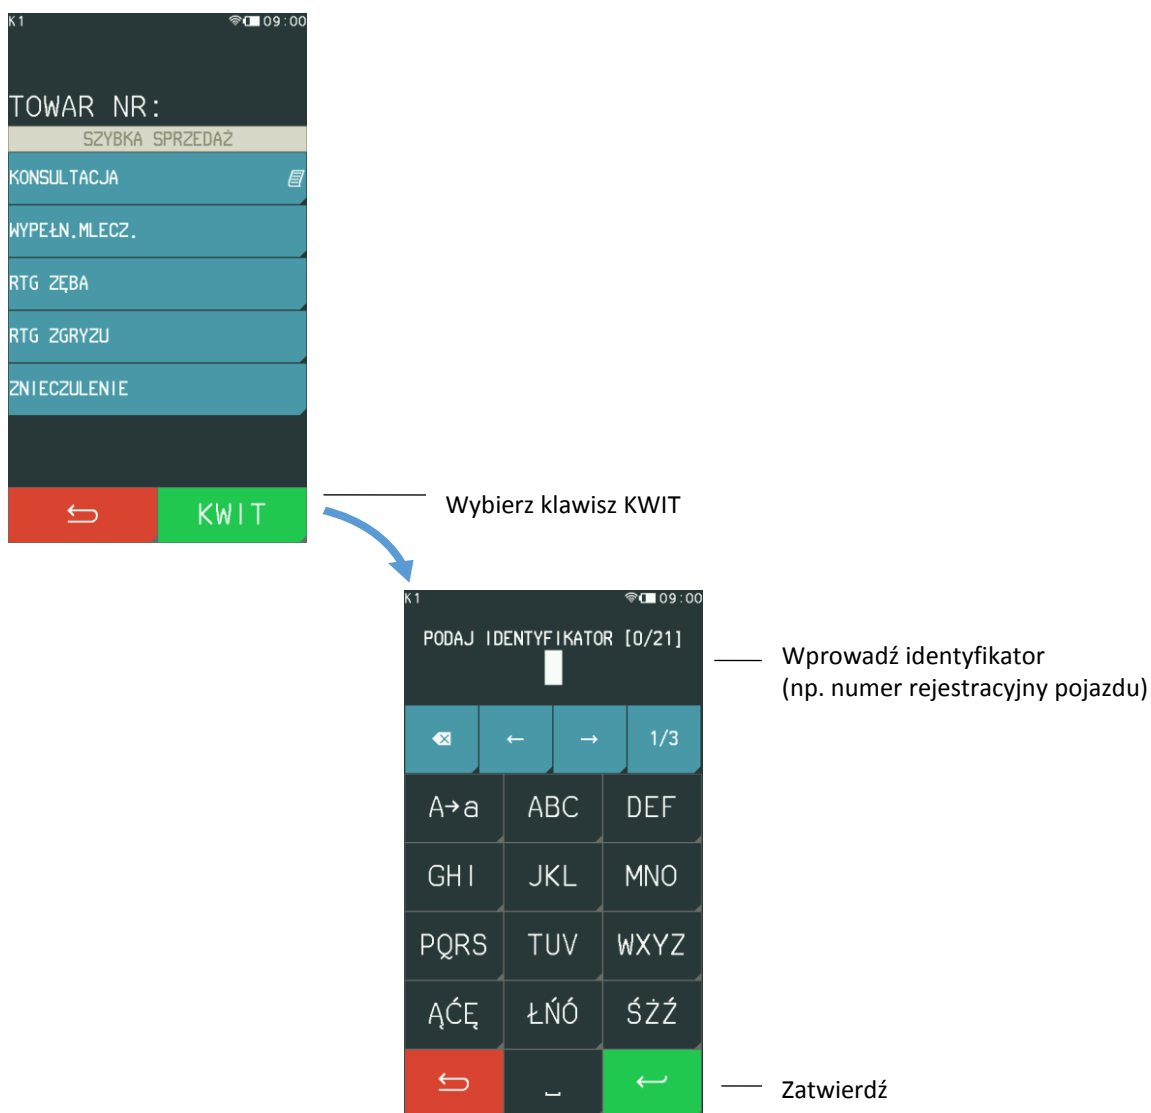 K1 09:00
TOWAR NR:
SZYBKA SPRZEDAŻ
KONSULTACJA
WYPEŁN.MLECZ.
RTG ZĘBA
RTG ZGRYZU
ZNIECZULENIE
KWIT
Wybierz klawisz KWIT
K1 09:00
PODAJ IDENTYFIKATOR [0/21]
Wprowadź identyfikator
(np. numer rejestracyjny pojazdu)
← → 1/3
A→a ABC DEF
GHI JKL MNO
PQRS TUV WXYZ
ĄĆĘ ŁŃÓ ŚŻŹ
Zatwierdź